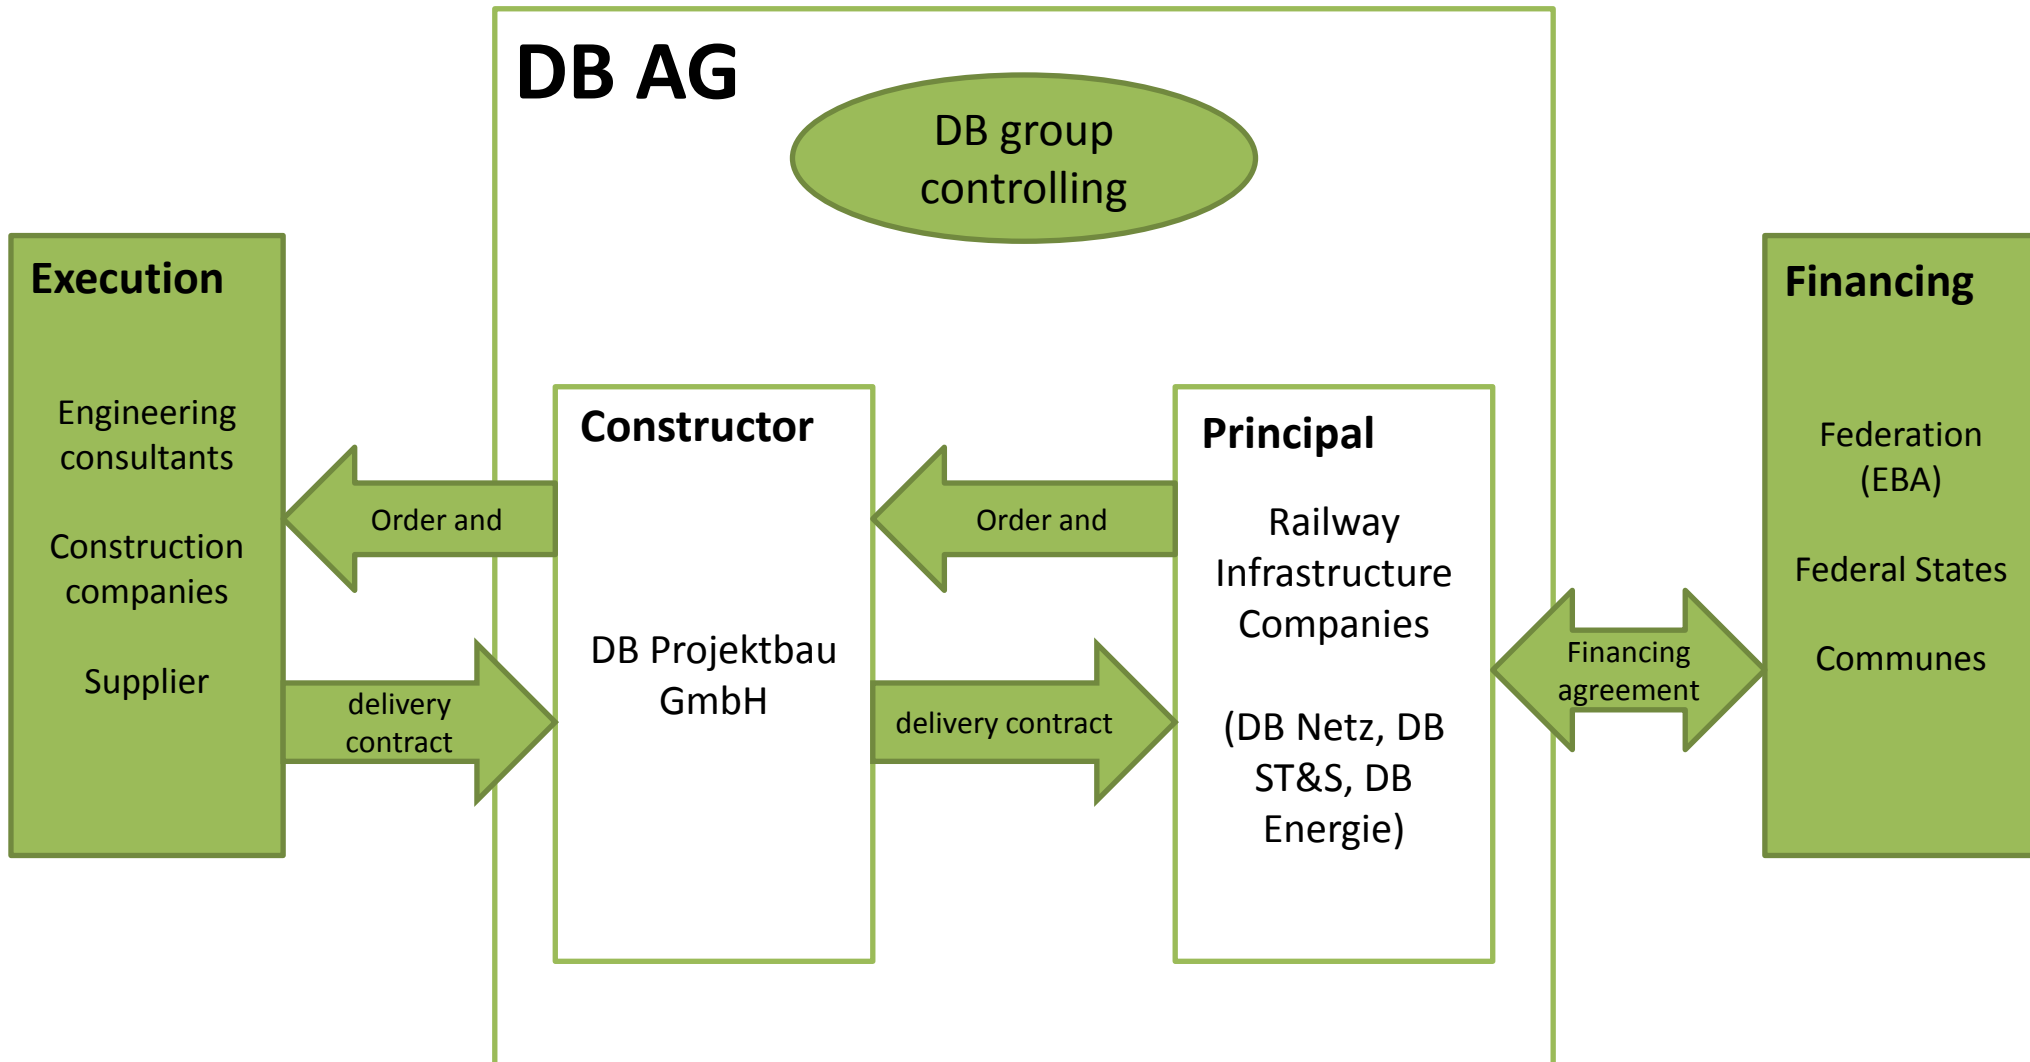 DB AG
DB group
controlling
Execution
Engineering
consultants
Construction
companies
Supplier
Order and
delivery
contract
Constructor
DB Projektbau
GmbH
Order and
delivery contract
Principal
Railway
Infrastructure
Companies
(DB Netz, DB
ST&S, DB
Energie)
Financing
agreement
Financing
Federation
(EBA)
Federal States
Communes